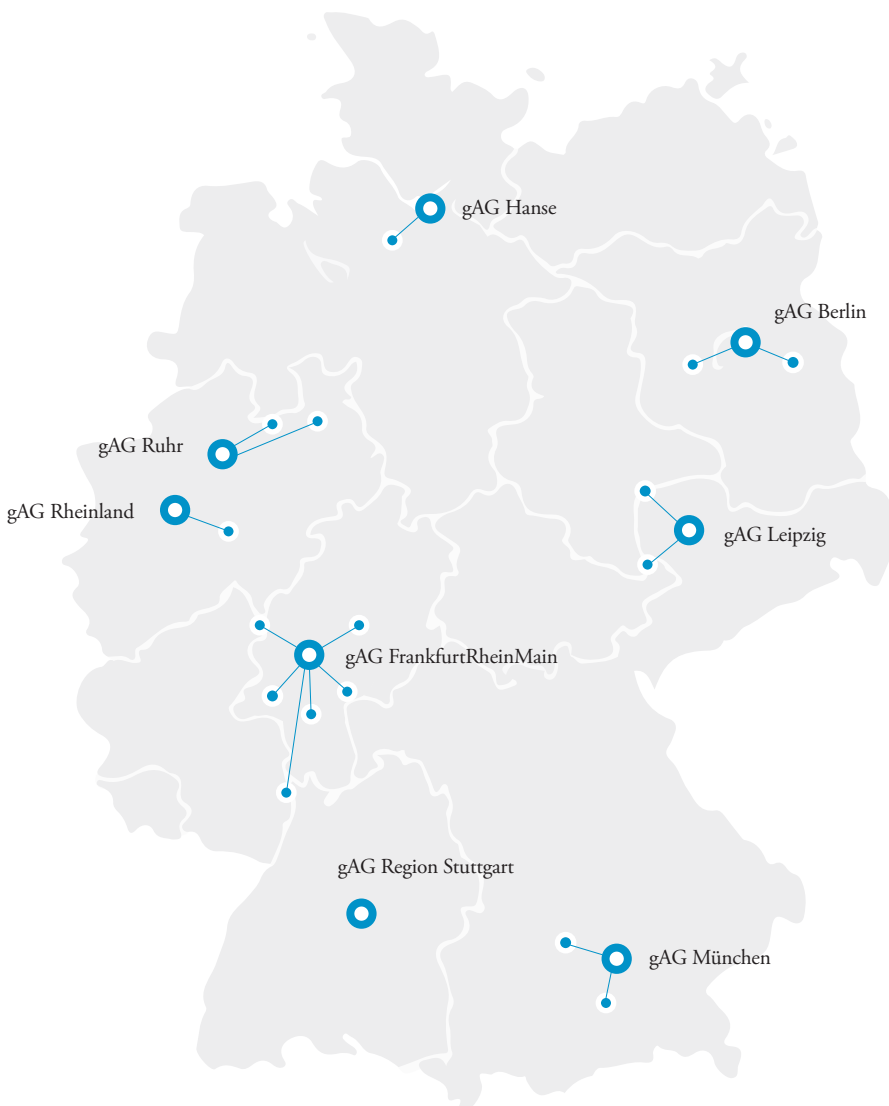 gAG Hanse
gAG Berlin
gAG Ruhr
gAG Rheinland
gAG Leipzig
gAG FrankfurtRheinMain
gAG Region Stuttgart
gAG München